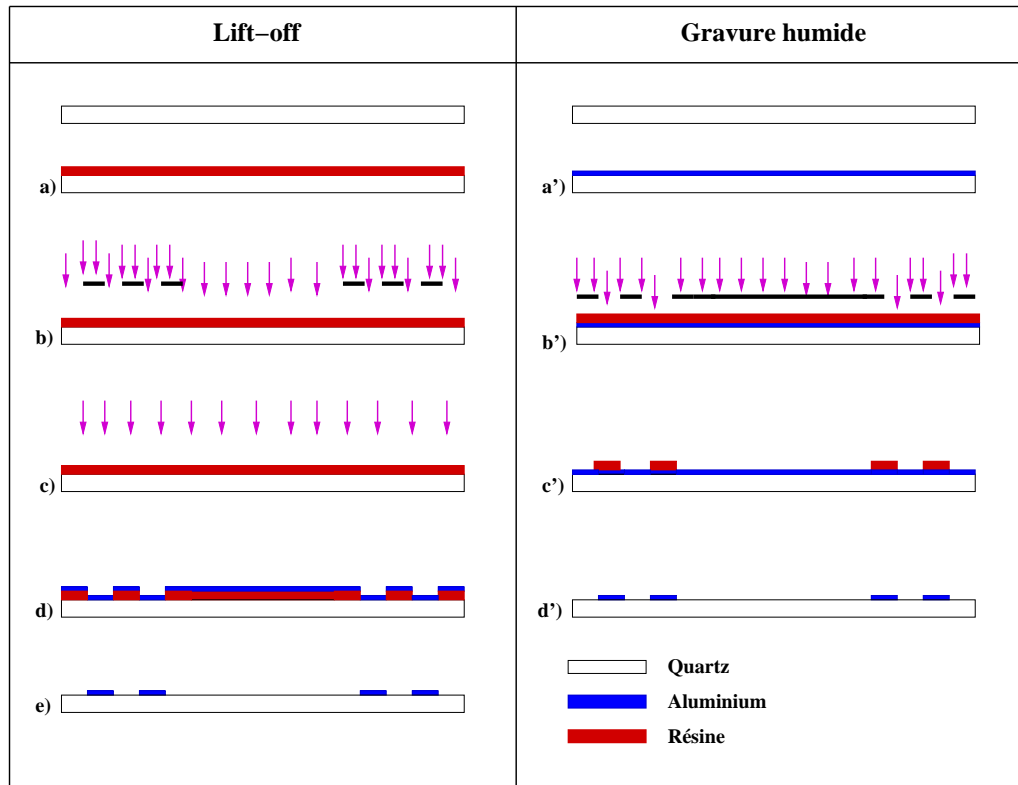 Lift–off
Gravure humide
a)
a')
b)
b')
c)
c')
d)
d')
e)
Quartz
Aluminium
Résine